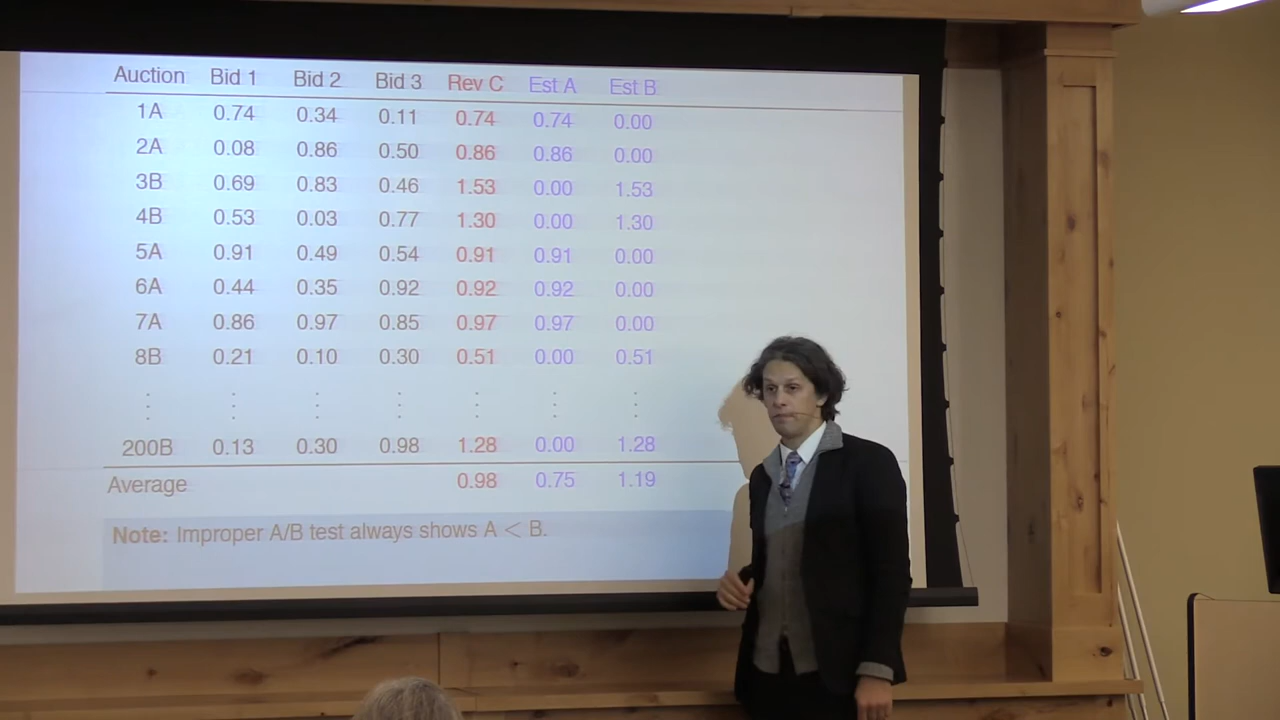 Auction Bid 1 Bid 2 Bid 3 Rev C Est A Est B
1A 0.74 0.34 0.11 0.74 0.74 0.00
2A 0.08 0.86 0.50 0.86 0.86 0.00
3B 0.69 0.83 0.46 1.53 0.00 1.53
4B 0.53 0.03 0.77 1.30 0.00 1.30
5A 0.91 0.49 0.54 0.91 0.91 0.00
6A 0.44 0.35 0.92 0.92 0.92 0.00
7A 0.86 0.97 0.85 0.97 0.97 0.00
8B 0.21 0.10 0.30 0.51 0.00 0.51
⋮ ⋮ ⋮ ⋮ ⋮ ⋮ ⋮
200B 0.13 0.30 0.98 1.28 0.00 1.28
Average 0.98 0.75 1.19
Note: Improper A/B test always shows A < B.